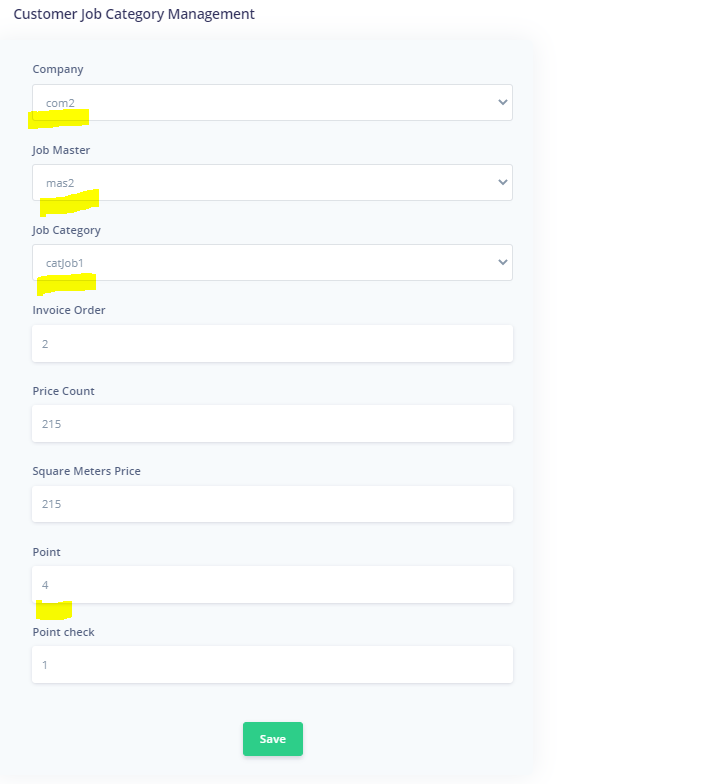 Customer Job Category Management
Company
com2
Job Master
mas2
Job Category
catJob1
Invoice Order
2
Price Count
215
Square Meters Price
215
Point
4
Point check
1
Save